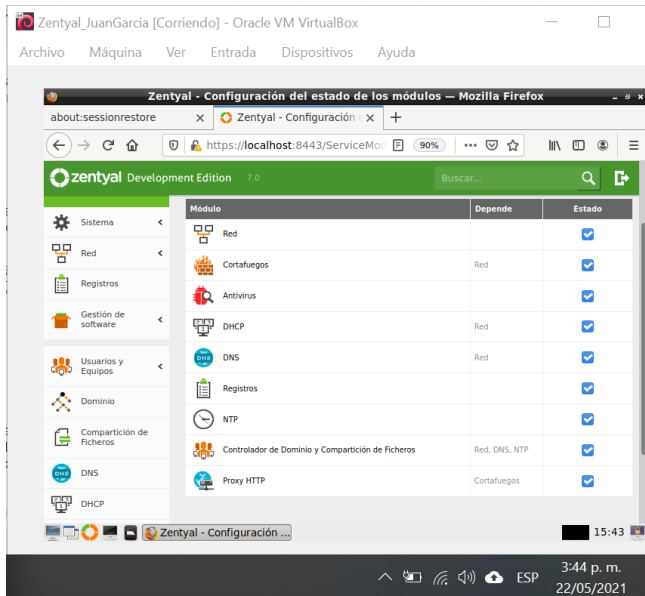 Zentyal_JuanGarcia [Corriendo] - Oracle VM VirtualBox
Archivo Máquina Ver Entrada Dispositivos Ayuda
Zentyal - Configuración del estado de los módulos — Mozilla Firefox
about:sessionrestore
Zentyal - Configuración
https://localhost:8443/ServiceMod
90%
zentyal Development Edition 7.0
Buscar...
Sistema
Red
Registros
Gestión de
software
Usuarios y
Equipos
Dominio
Compartición de
Ficheros
DNS
DHCP
Módulo Depende Estado
Red
Cortafuegos Red
Antivirus
DHCP Red
DNS Red
Registros
NTP
Controlador de Dominio y Compartición de Ficheros Red, DNS, NTP
Proxy HTTP Cortafuegos
Zentyal - Configuración ...
15:43
ESP
3:44 p. m.
22/05/2021